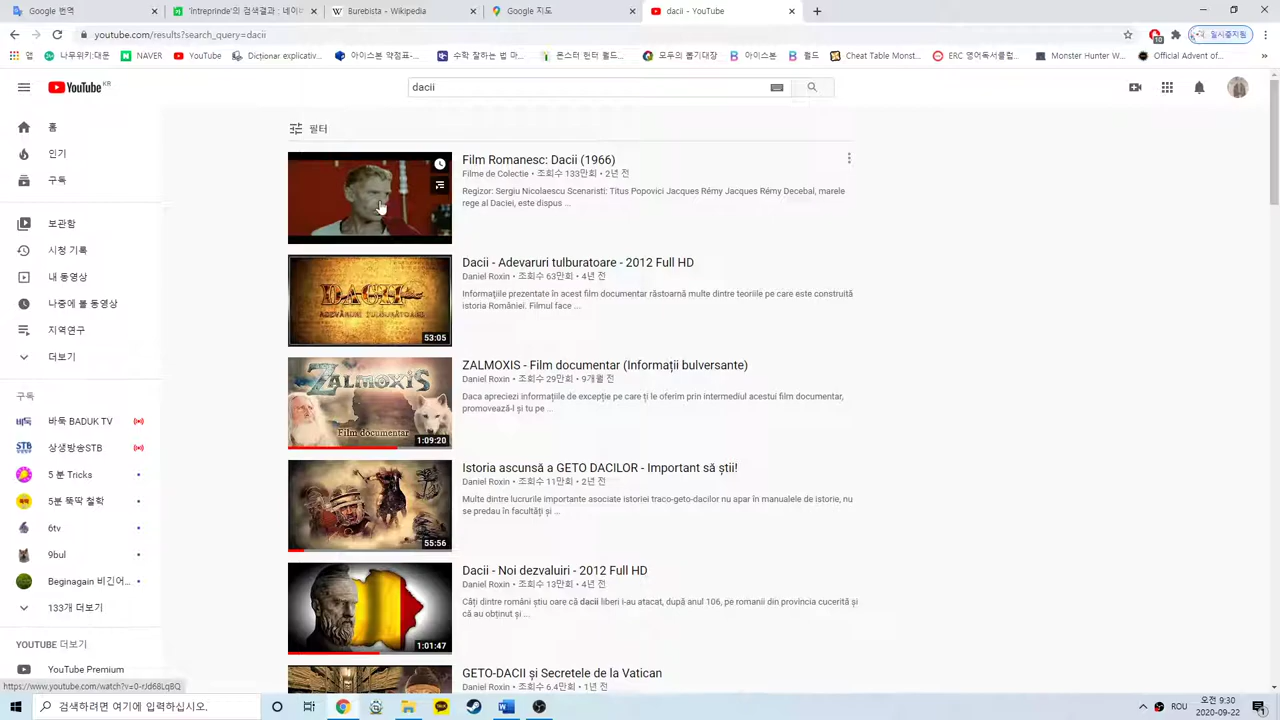 Google 번역
'intreprinde'의 검색결과 : 네이버
Burebista - Wikipedia
Google 지도
dacii - YouTube
youtube.com/results?search_query=dacii
10
일시중지됨
앱
나무위키:대문
NAVER
YouTube
Dicționar explicativ...
아이스본 약점표-...
수학 잘하는 법 마...
몬스터 헌터 월드...
모두의 뽑기대장
아이스본
월드
Cheat Table Monst...
ERC 영어독서클럽...
Monster Hunter W...
Official Advent of ...
YouTube KR
dacii
홈
인기
구독
보관함
시청 기록
내 동영상
나중에 볼 동영상
지역연구
더보기
구독
바둑 BADUK TV
STB 상생방송STB
5 분 Tricks
5분 뚝딱 철학
6tv
9bul
Beginagain 비긴어...
133개 더보기
YOUTUBE 더보기
YouTube Premium
필터
Film Romanesc: Dacii (1966)
Filme de Colectie • 조회수 133만회 • 2년 전
Regizor: Sergiu Nicolaescu Scenaristi: Titus Popovici Jacques Rémy Jacques Rémy Decebal, marele
rege al Daciei, este dispus ...
DACII
ADEVĂRURI TULBURĂTOARE
53:05
Dacii - Adevaruri tulburatoare - 2012 Full HD
Daniel Roxin • 조회수 63만회 • 4년 전
Informațiile prezentate în acest film documentar răstoarnă multe dintre teoriile pe care este construită
istoria României. Filmul face ...
ZALMOXIS
Film documentar
1:09:20
ZALMOXIS - Film documentar (Informații bulversante)
Daniel Roxin • 조회수 29만회 • 9개월 전
Daca apreciezi informațiile de excepție pe care ți le oferim prin intermediul acestui film documentar,
promovează-l și tu pe ...
55:56
Istoria ascunsă a GETO DACILOR - Important să știi!
Daniel Roxin • 조회수 11만회 • 2년 전
Multe dintre lucrurile importante asociate istoriei traco-geto-dacilor nu apar în manualele de istorie, nu
se predau în facultăți și ...
1:01:47
Dacii - Noi dezvaluiri - 2012 Full HD
Daniel Roxin • 조회수 13만회 • 4년 전
Câți dintre români știu oare că dacii liberi i-au atacat, după anul 106, pe romanii din provincia cucerită și
că au obținut și ...
GETO-DACII și Secretele de la Vatican
Daniel Roxin • 조회수 6.4만회 • 1년 전
https://www.youtube.com/watch?v=0-rJd68Lq8Q
검색하려면 여기에 입력하십시오.
ROU
오전 9:30
2020-09-22
1